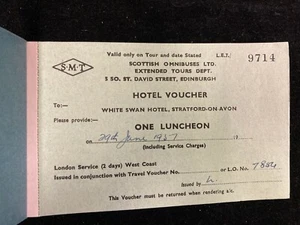 Valid only on Tour and date Stated L.E.I. 9714
S·M·T
SCOTTISH OMNIBUSES LTD.
EXTENDED TOURS DEPT.
5 SO. ST. DAVID STREET, EDINBURGH
HOTEL VOUCHER
To:—
WHITE SWAN HOTEL, STRATFORD-ON-AVON
Please provide:—
ONE LUNCHEON
on 29th June 1957
(Including Service Charges)
London Service (2 days) West Coast
Issued in conjunction with Travel Voucher No. or L.O. No. 7854
Issued by
This Voucher must be returned when rendering a/c.